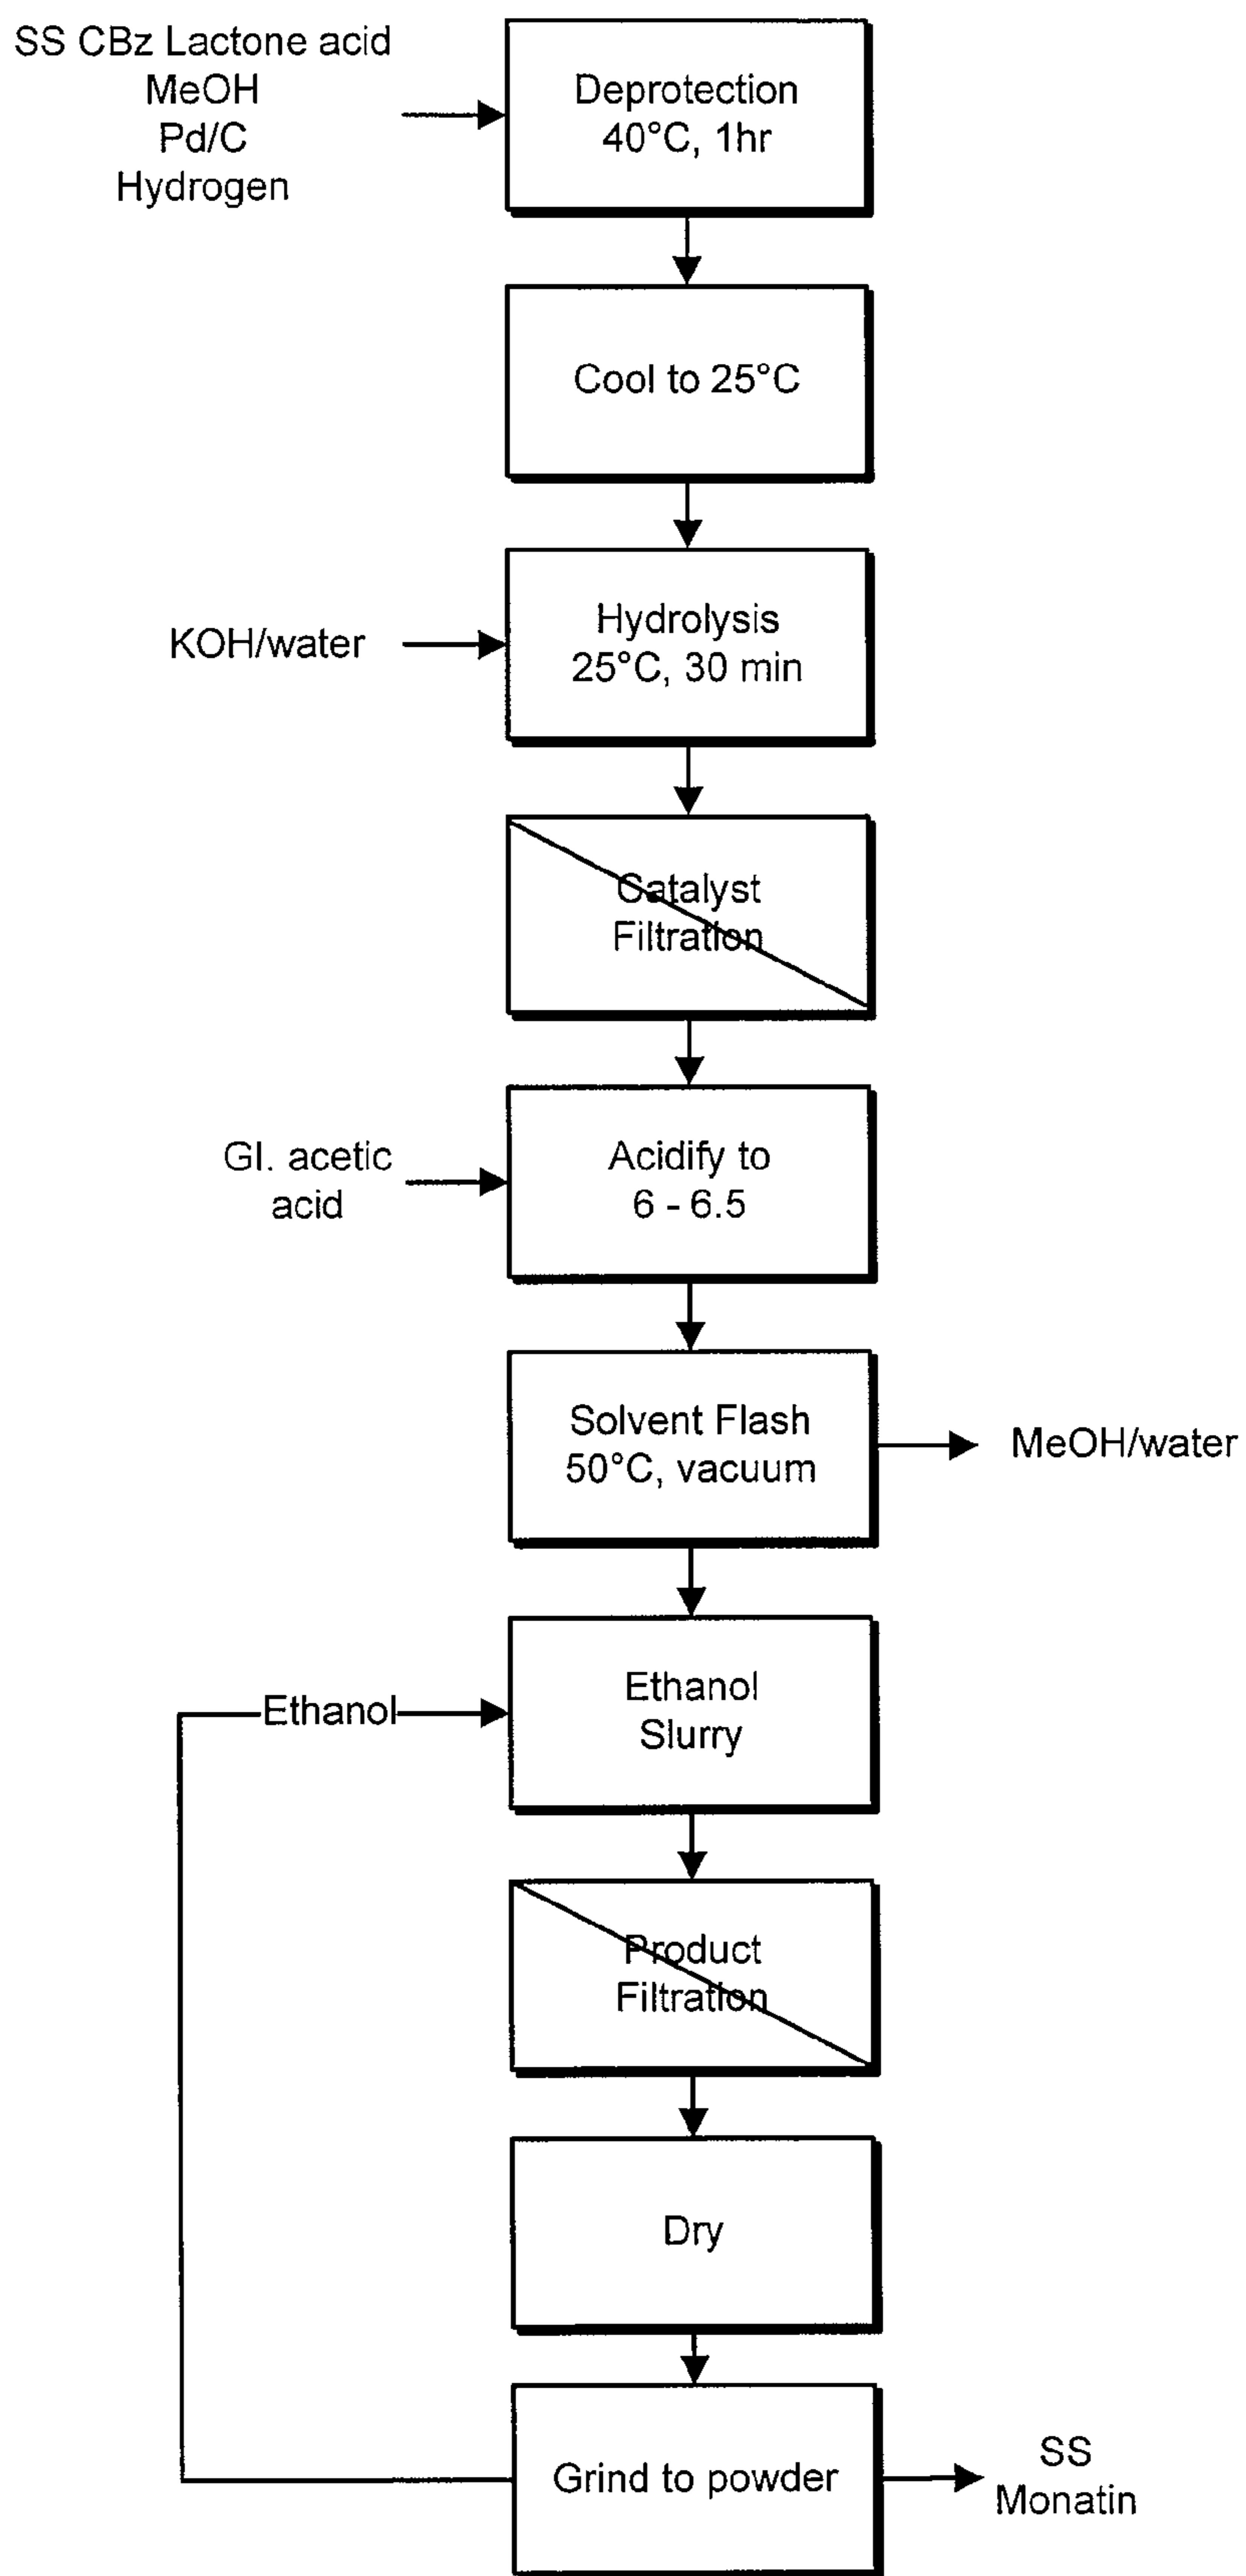 SS CBz Lactone acid
MeOH
Pd/C
Hydrogen
Deprotection
40°C, 1hr
Cool to 25°C
KOH/water
Hydrolysis
25°C, 30 min
Catalyst
Filtration
Gl. acetic
acid
Acidify to
6 - 6.5
Solvent Flash
50°C, vacuum
MeOH/water
Ethanol
Ethanol
Slurry
Product
Filtration
Dry
Grind to powder
SS
Monatin